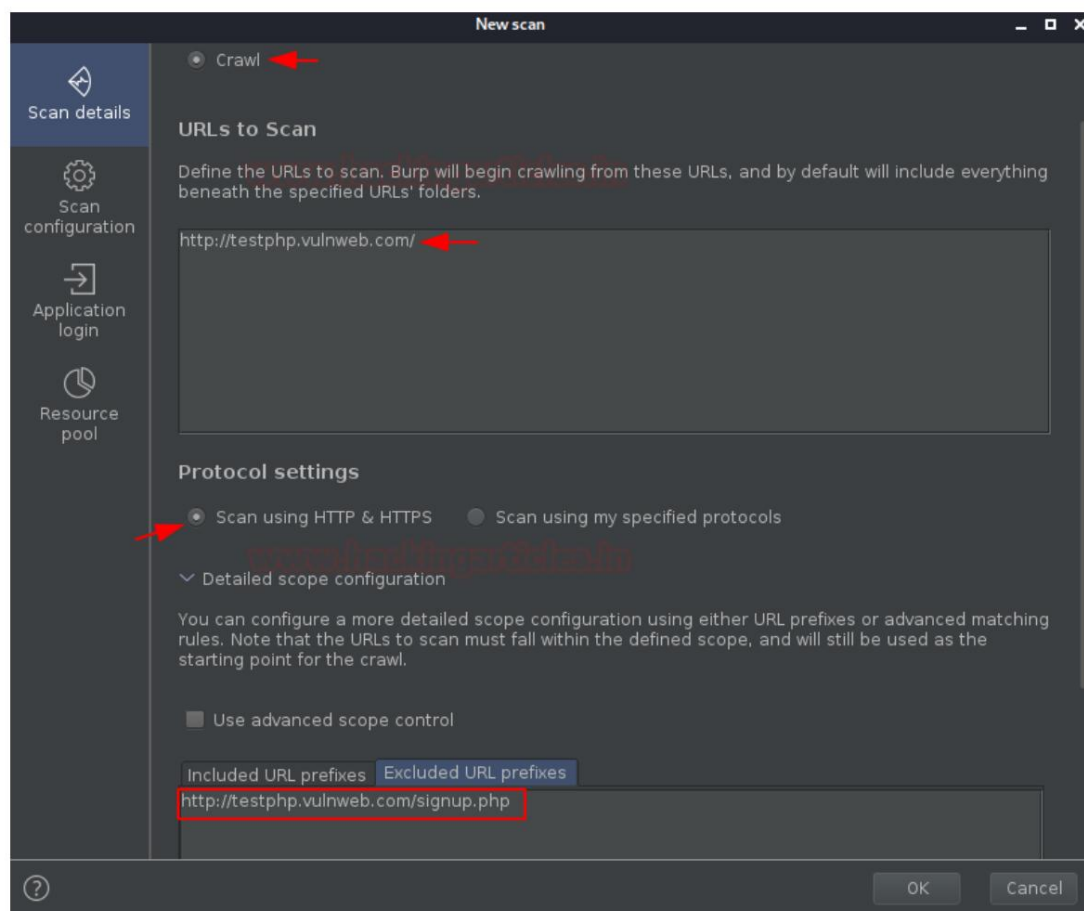 New scan
Scan details
Scan
configuration
Application
login
Resource
pool
Crawl
URLs to Scan
Define the URLs to scan. Burp will begin crawling from these URLs, and by default will include everything
beneath the specified URLs' folders.
http://testphp.vulnweb.com/
Protocol settings
Scan using HTTP & HTTPS
Scan using my specified protocols
www.hackingarticles.in
Detailed scope configuration
You can configure a more detailed scope configuration using either URL prefixes or advanced matching
rules. Note that the URLs to scan must fall within the defined scope, and will still be used as the
starting point for the crawl.
Use advanced scope control
Included URL prefixes
Excluded URL prefixes
http://testphp.vulnweb.com/signup.php
?
OK
Cancel